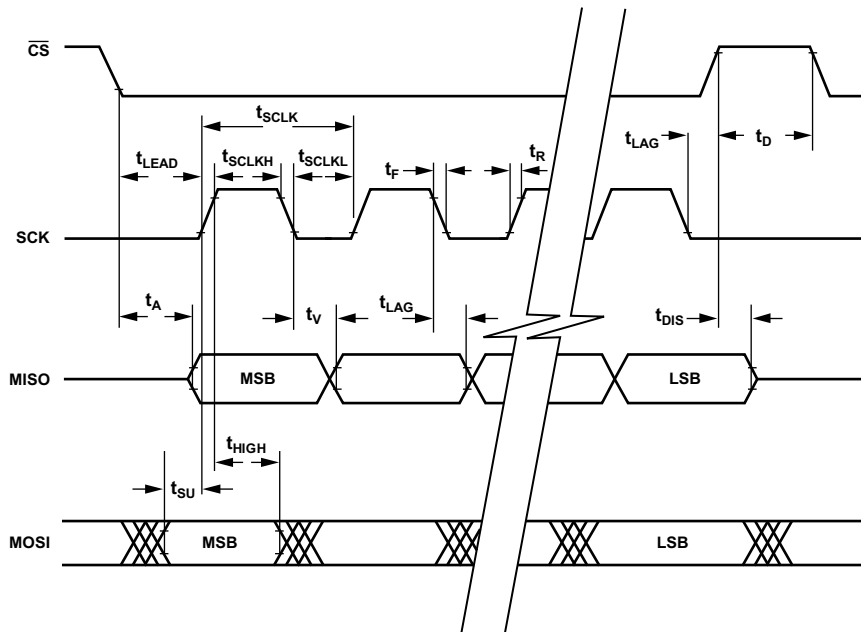 CS
tSCLK
tLEAD
tSCLKH
tSCLKL
tF
tR
tLAG
tD
SCK
tA
tV
tLAG
tDIS
MISO
MSB
LSB
tHIGH
tSU
MOSI
MSB
LSB